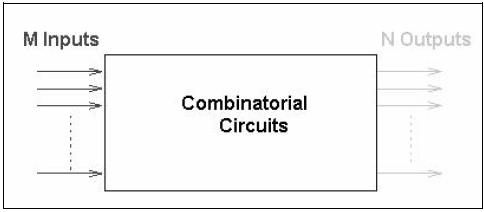 M Inputs
N Outputs
Combinatorial
Circuits